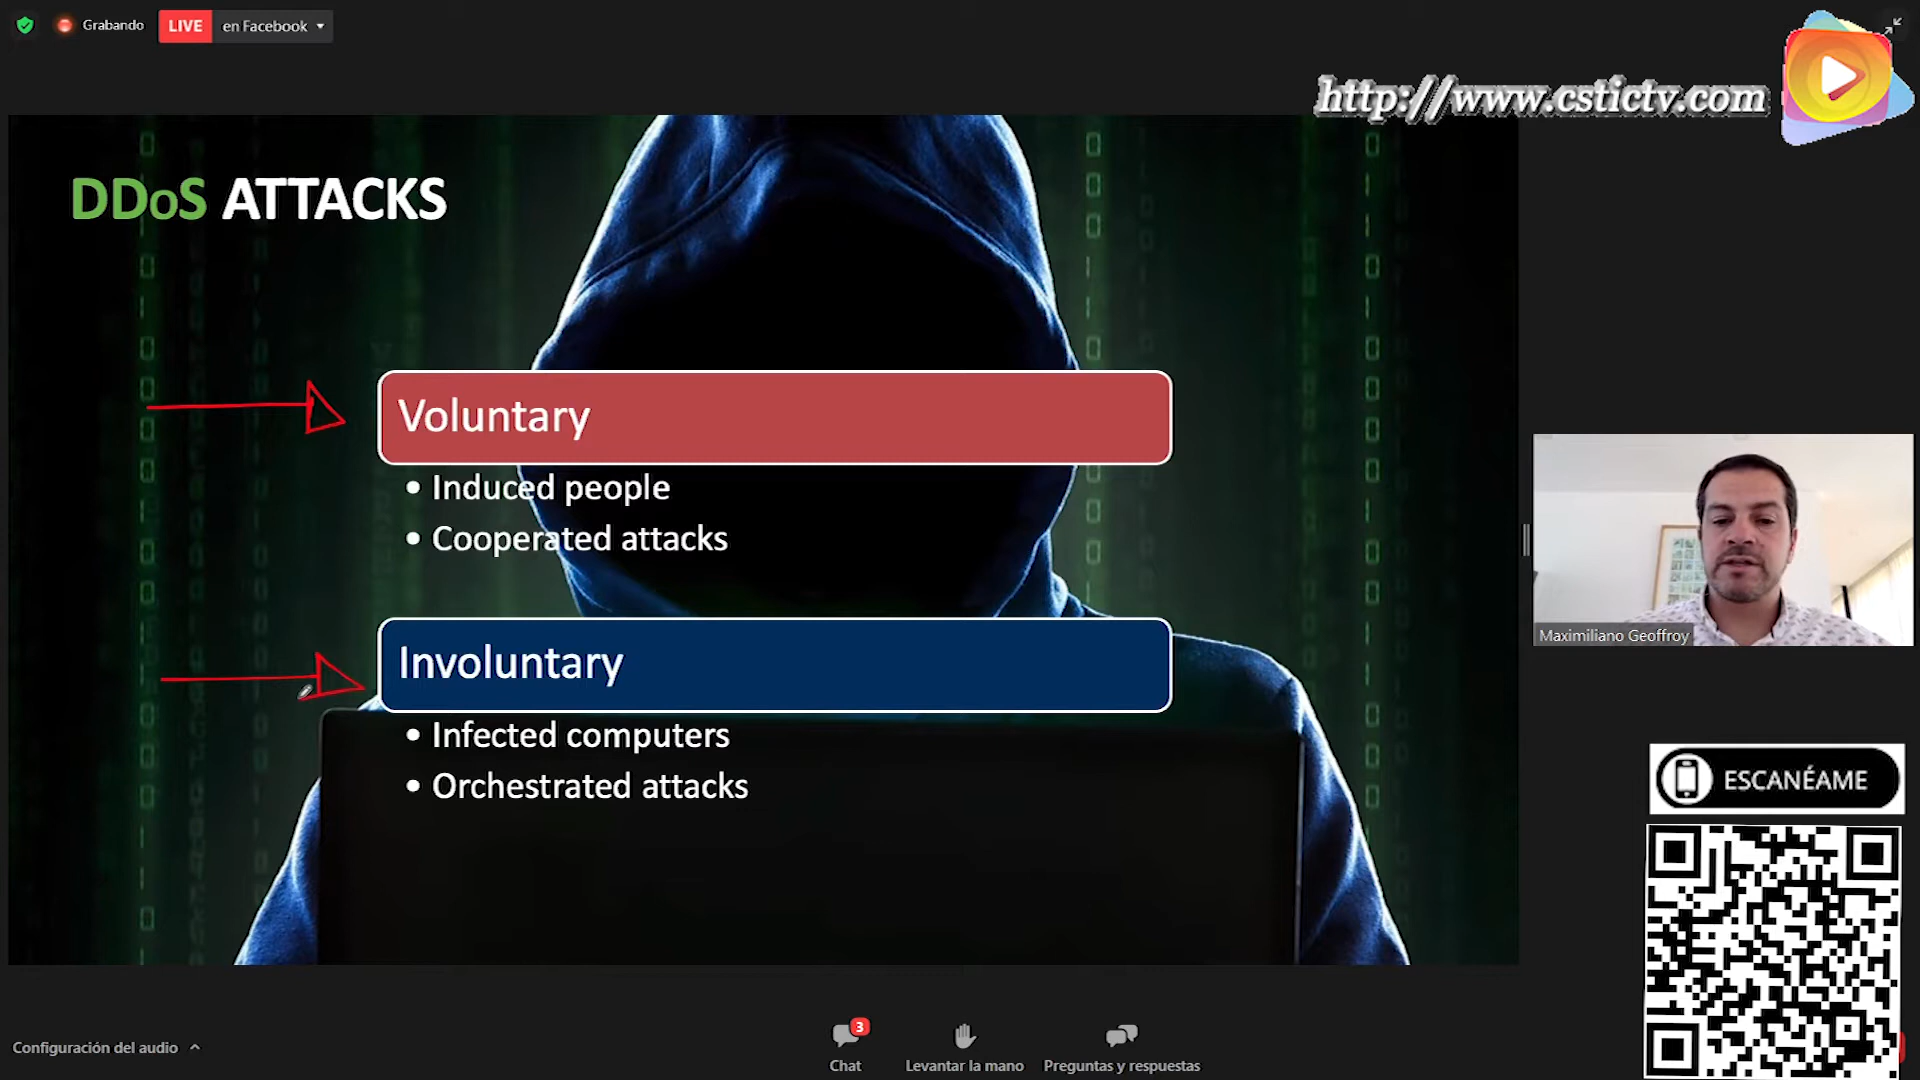 Grabando
LIVE en Facebook
http://www.cstictv.com
DDoS ATTACKS
Voluntary
• Induced people
• Cooperated attacks
Involuntary
• Infected computers
• Orchestrated attacks
Maximiliano Geoffroy
ESCANÉAME
Configuración del audio
3
Chat
Levantar la mano
Preguntas y respuestas